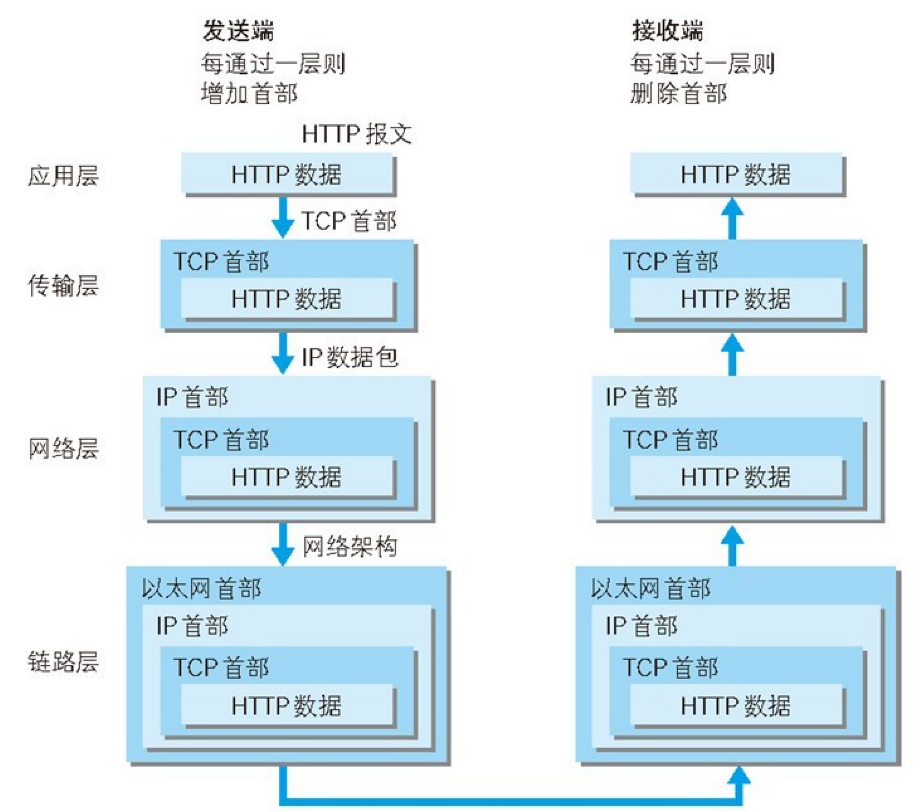 发送端
每通过一层则
增加首部
接收端
每通过一层则
删除首部
HTTP 报文
应用层
HTTP 数据
HTTP 数据
TCP 首部
传输层
TCP 首部
HTTP 数据
TCP 首部
HTTP 数据
IP 数据包
网络层
IP 首部
TCP 首部
HTTP 数据
IP 首部
TCP 首部
HTTP 数据
网络架构
链路层
以太网首部
IP 首部
TCP 首部
HTTP 数据
以太网首部
IP 首部
TCP 首部
HTTP 数据